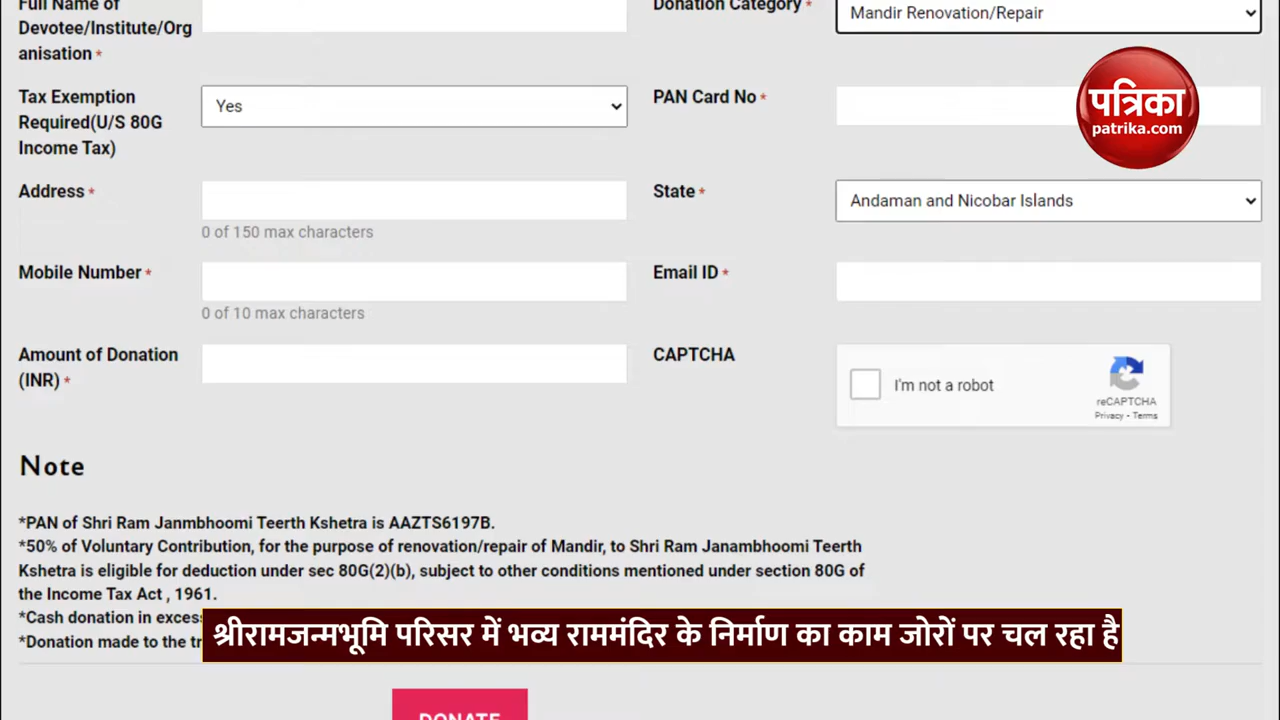 Full Name of
Devotee/Institute/Org
anisation *
Donation Category *
Mandir Renovation/Repair
Tax Exemption
Required(U/S 80G
Income Tax)
Yes
PAN Card No *
पत्रिका
patrika.com
Address *
0 of 150 max characters
State *
Andaman and Nicobar Islands
Mobile Number *
0 of 10 max characters
Email ID *
Amount of Donation
(INR) *
CAPTCHA
I'm not a robot
reCAPTCHA
Privacy - Terms
Note
*PAN of Shri Ram Janmbhoomi Teerth Kshetra is AAZTS6197B.
*50% of Voluntary Contribution, for the purpose of renovation/repair of Mandir, to Shri Ram Janambhoomi Teerth
Kshetra is eligible for deduction under sec 80G(2)(b), subject to other conditions mentioned under section 80G of
the Income Tax Act , 1961.
*Cash donation in excess
*Donation made to the
श्रीरामजन्मभूमि परिसर में भव्य राममंदिर के निर्माण का काम जोरों पर चल रहा है
DONATE